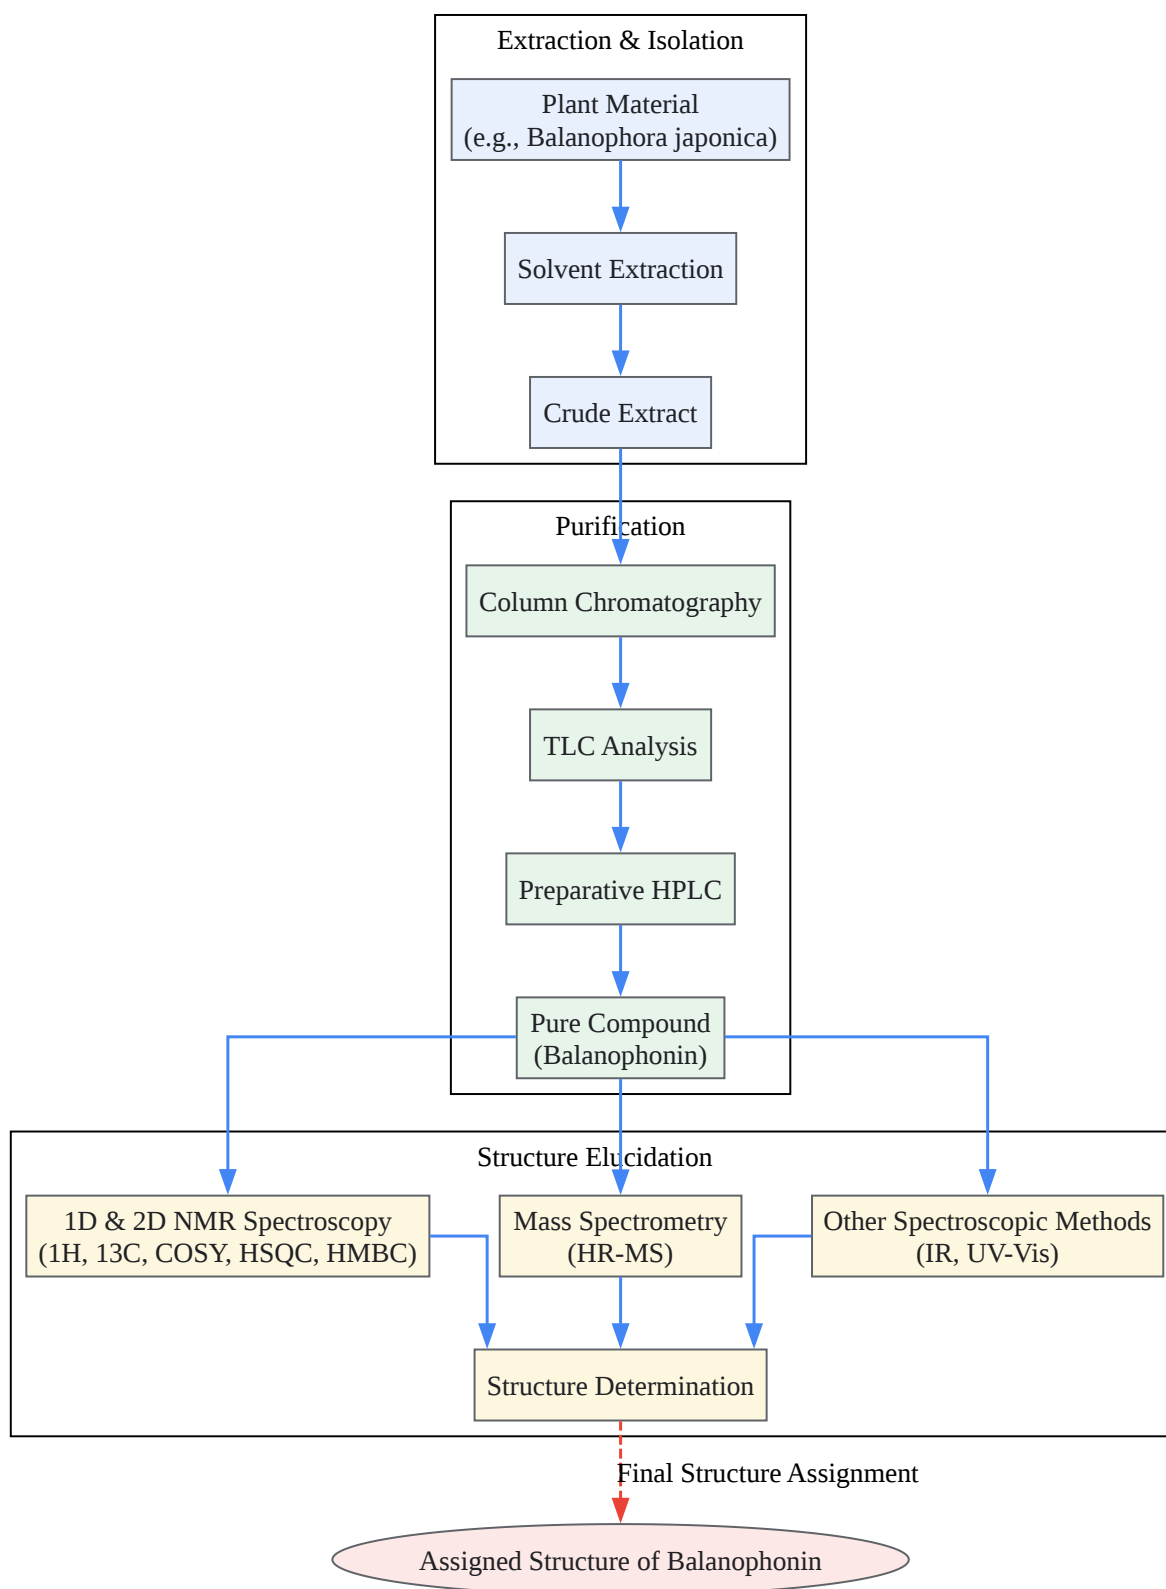 Extraction & Isolation
Plant Material
(e.g., Balanophora japonica)
Solvent Extraction
Crude Extract
Purification
Column Chromatography
TLC Analysis
Preparative HPLC
Pure Compound
(Balanophonin)
Structure Elucidation
1D & 2D NMR Spectroscopy
(1H, 13C, COSY, HSQC, HMBC)
Mass Spectrometry
(HR-MS)
Other Spectroscopic Methods
(IR, UV-Vis)
Structure Determination
Final Structure Assignment
Assigned Structure of Balanophonin